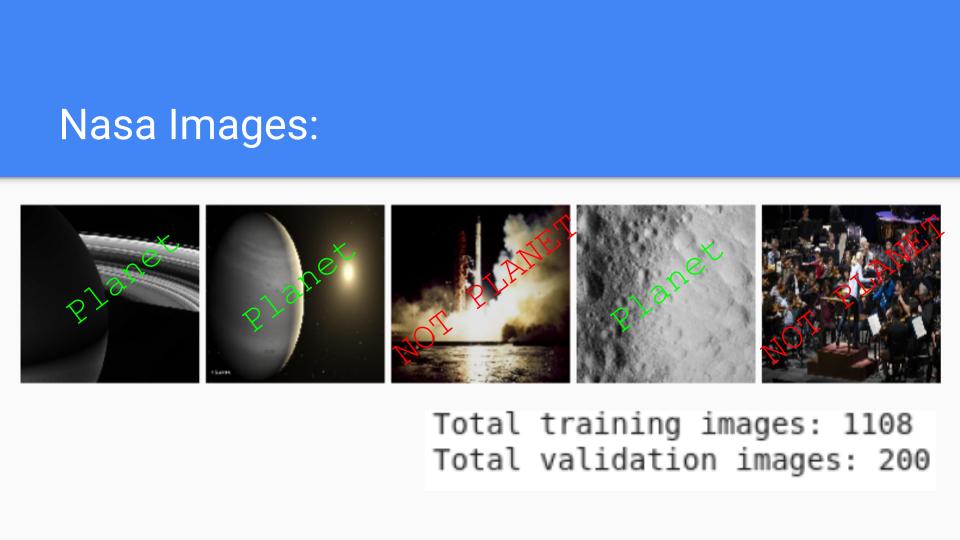 Nasa Images:
Planet
Planet
NOT PLANET
Planet
NOT PLANET
Total training images: 1108
Total validation images: 200